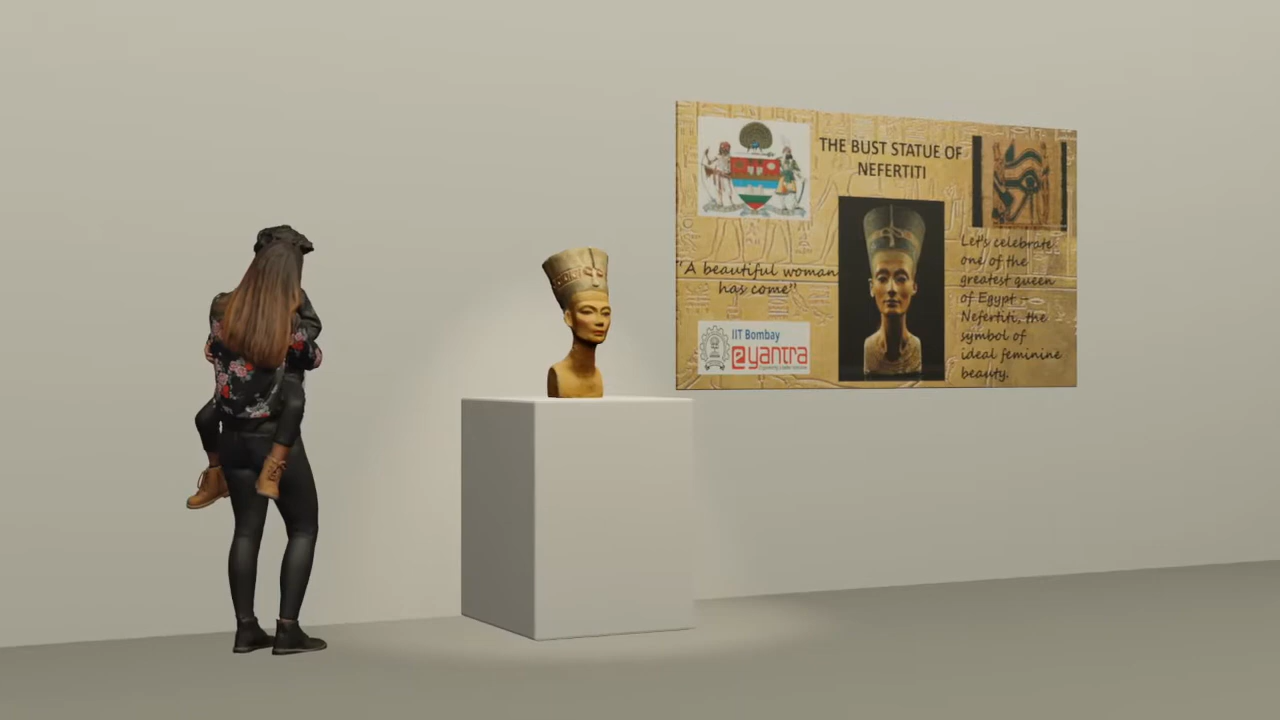 THE BUST STATUE OF
NEFERTITI
"A beautiful woman
has come"
IIT Bombay
eyantra
Let's celebrate
one of the
greatest queen
of Egypt -
Nefertiti, the
symbol of
ideal feminine
beauty.